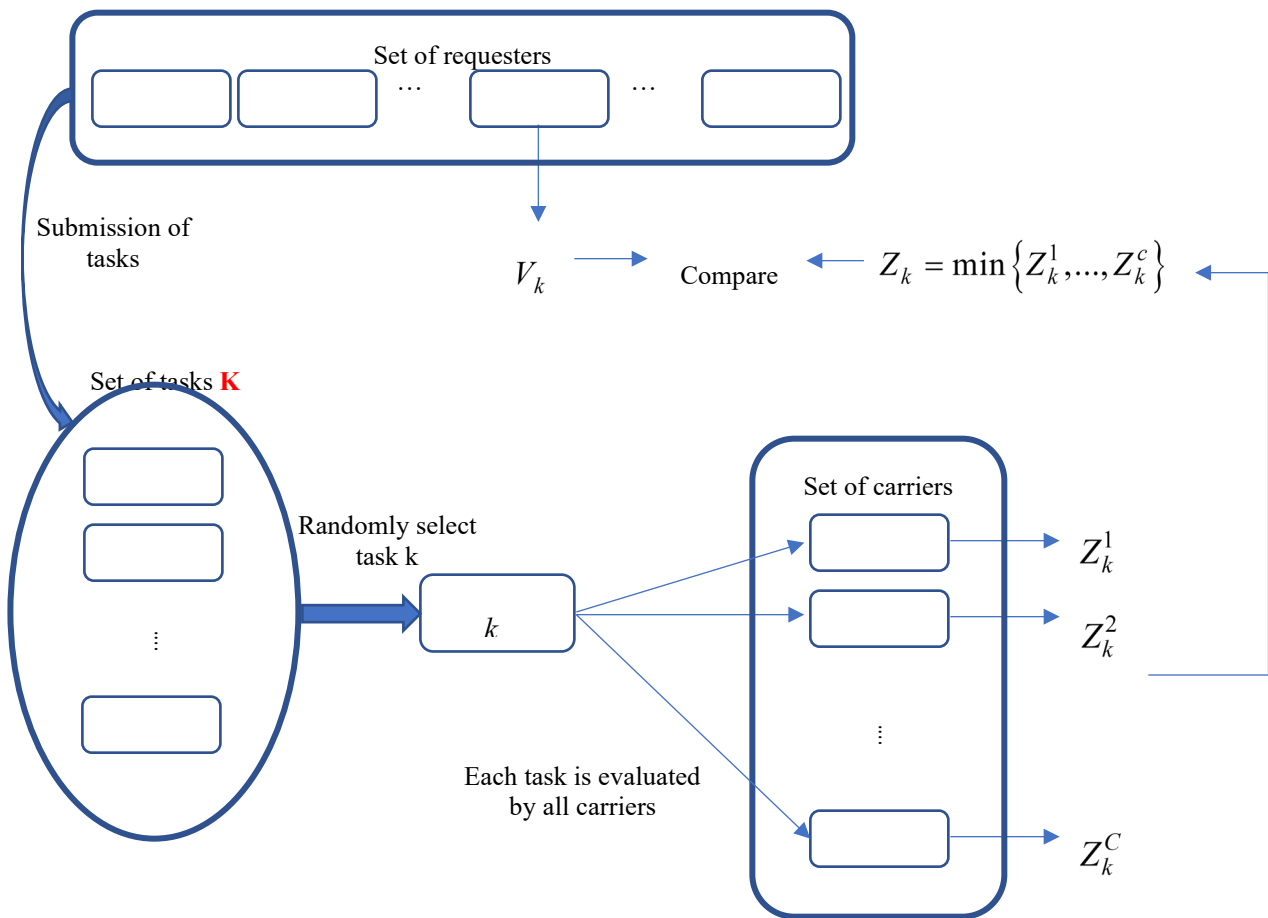 Set of requesters
… …
Submission of
tasks
V_k
Compare
Z_k = min{Z_k^1,...,Z_k^c}
Set of tasks K
Set of carriers
Randomly select
task k
k
Z_k^1
Z_k^2
⋮
⋮
Each task is evaluated
by all carriers
Z_k^C